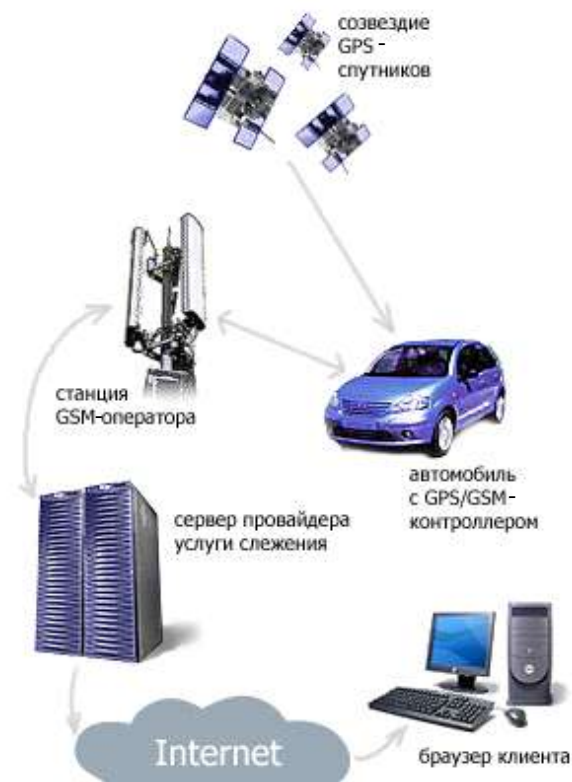 созвездие
GPS -
спутников
станция
GSM-оператора
автомобиль
с GPS/GSM-
контроллером
сервер провайдера
услуги слежения
Internet
браузер клиента